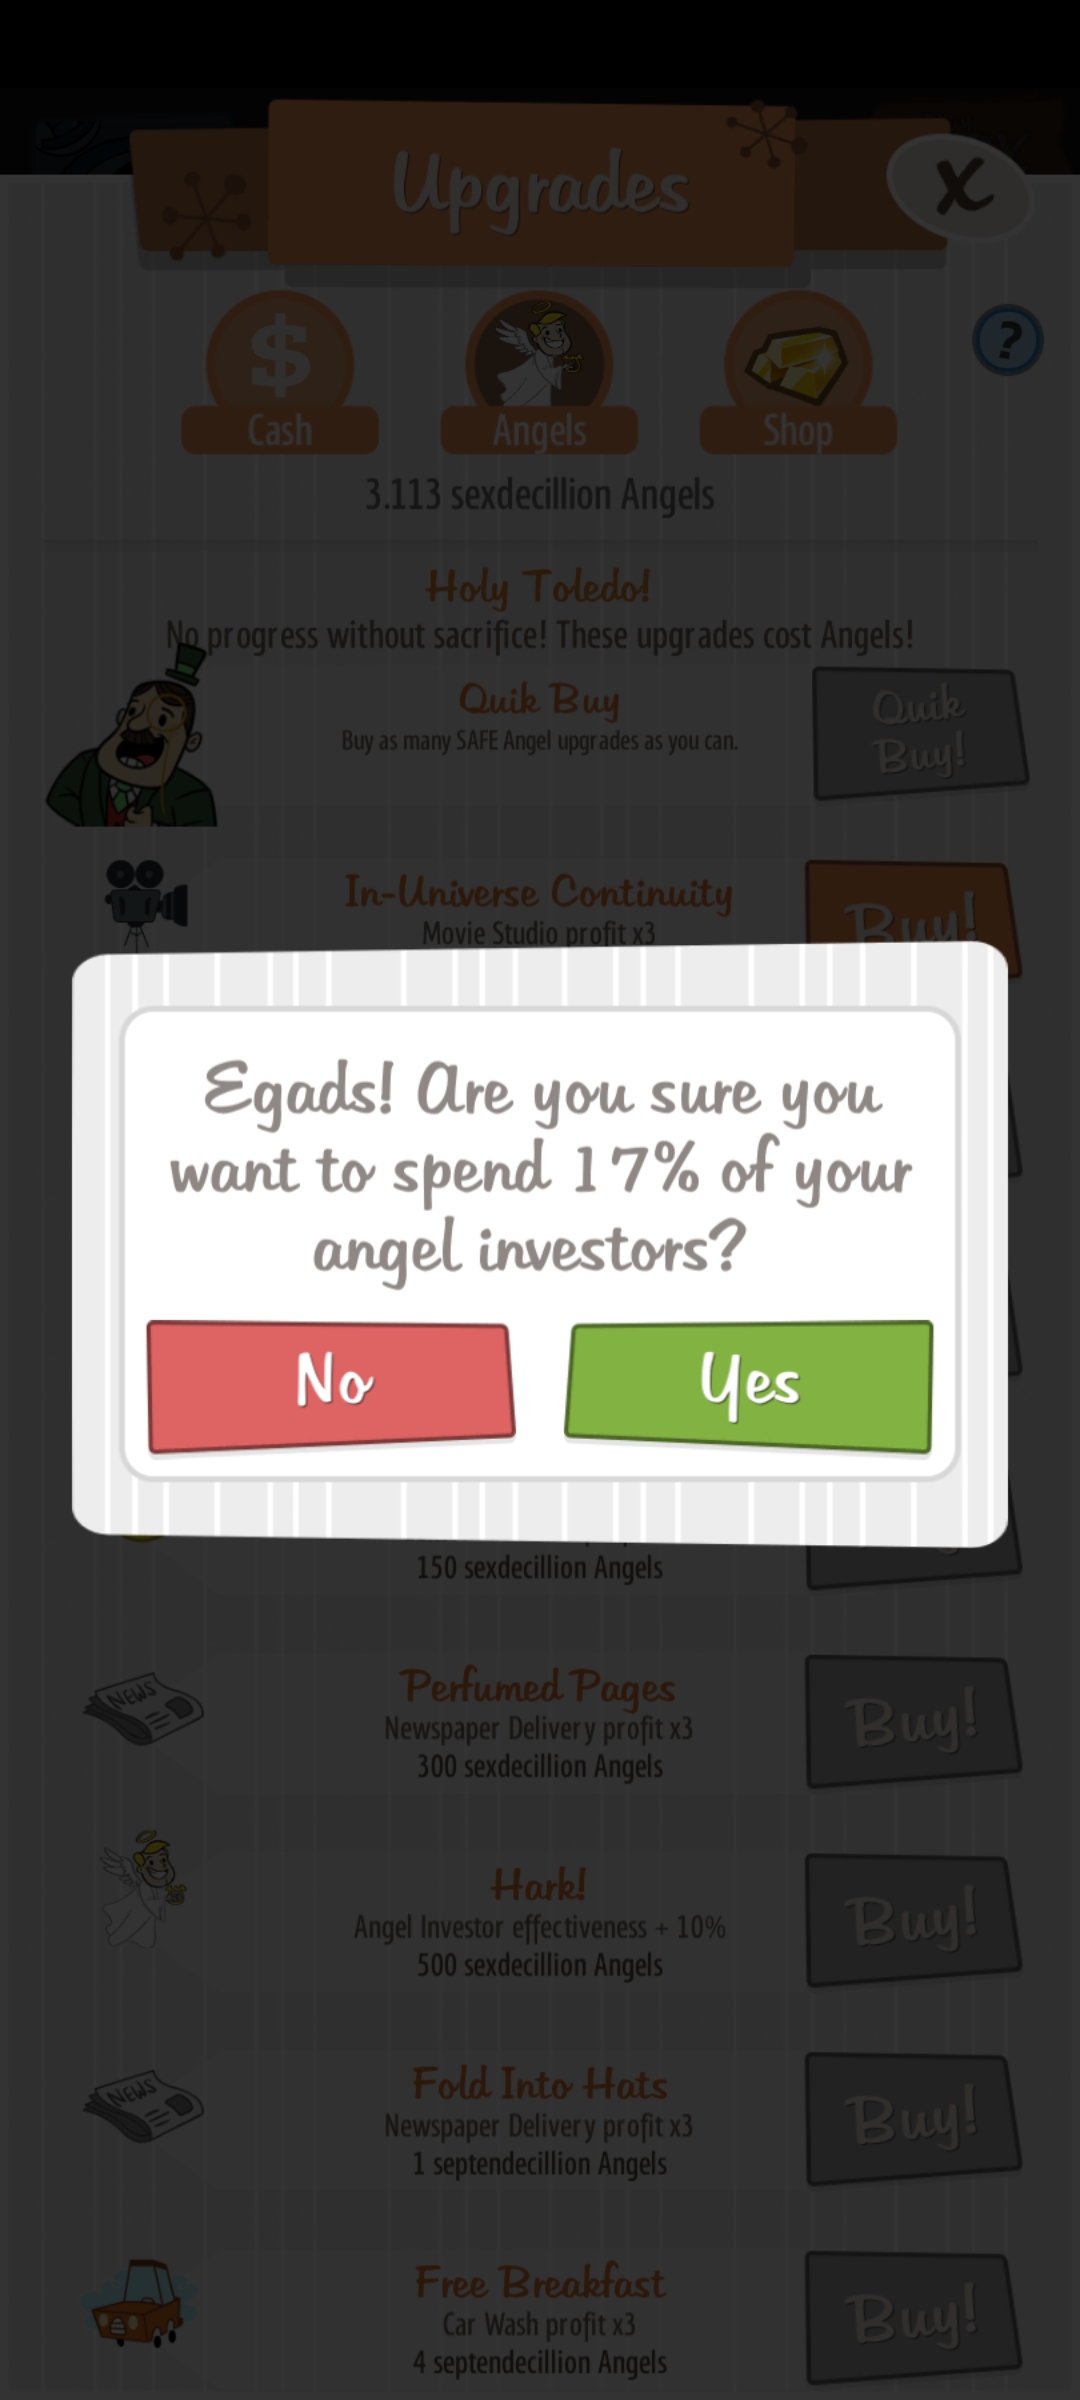 Upgrades
X
$
?
Cash
Angels
Shop
3.113 sexdecillion Angels
Holy Toledo!
No progress without sacrifice! These upgrades cost Angels!
Quik Buy
Buy as many SAFE Angel upgrades as you can.
Quik
Buy!
In-Universe Continuity
Movie Studio profit x3
Buy!
Egads! Are you sure you
want to spend 17% of your
angel investors?
No
Yes
150 sexdecillion Angels
NEWS
Perfumed Pages
Newspaper Delivery profit x3
300 sexdecillion Angels
Buy!
Hark!
Angel Investor effectiveness + 10%
500 sexdecillion Angels
Buy!
NEWS
Fold Into Hats
Newspaper Delivery profit x3
1 septendecillion Angels
Buy!
Free Breakfast
Car Wash profit x3
4 septendecillion Angels
Buy!